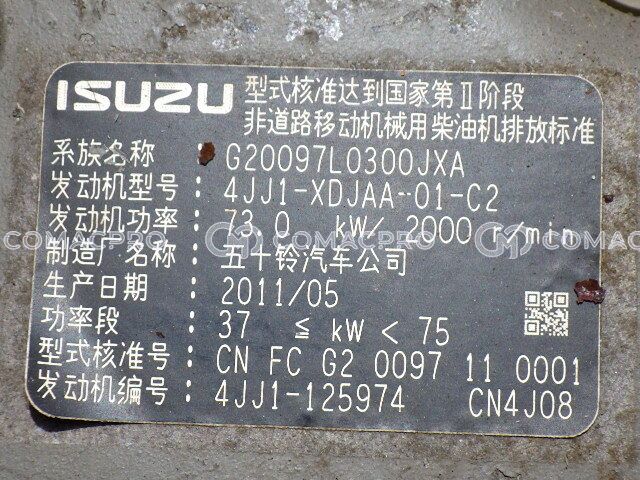 ISUZU 型式核准达到国家第Ⅱ阶段
非道路移动机械用柴油机排放标准
系族名称 : G20097L0300JXA
发动机型号 : 4JJ1-XDJAA-01-C2
发动机功率 : 73.0 kW/ 2000 r/min
COMACPRO CM COMACPRO CM COMACPRO
制造厂名称 : 五十铃汽车公司
生产日期 : 2011/05
功率段 : 37 ≦ kW < 75
型式核准号 : CN FC G2 0097 11 0001
发动机编号 : 4JJ1-125974 CN4J08